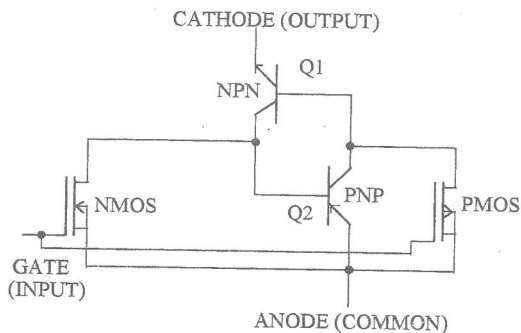 CATHODE (OUTPUT)
Q1
NPN
NMOS
Q2
PNP
PMOS
GATE
(INPUT)
ANODE (COMMON)